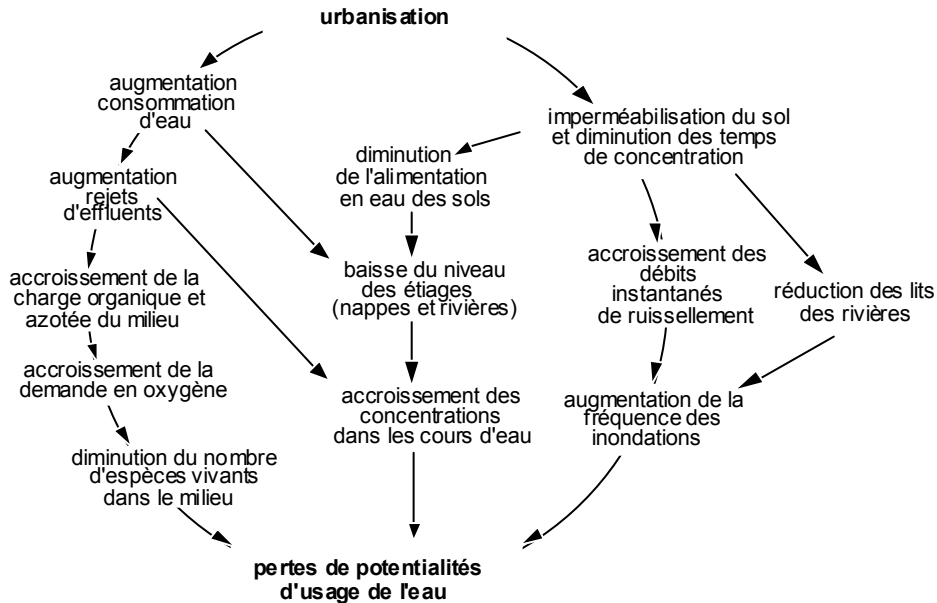 urbanisation
augmentation
consommation
d'eau
imperméabilisation du sol
et diminution des temps
de concentration
diminution
de l'alimentation
en eau des sols
augmentation
rejets
d'effluents
accroissement de la
charge organique et
azotée du milieu
baisse du niveau
des étiages
(nappes et rivières)
accroissement des
débits
instantanés
de ruissellement
réduction des lits
des rivières
accroissement de la
demande en oxygène
accroissement des
concentrations
dans les cours d'eau
augmentation de la
fréquence des
inondations
diminution du nombre
d'espèces vivants
dans le milieu
pertes de potentialités
d'usage de l'eau